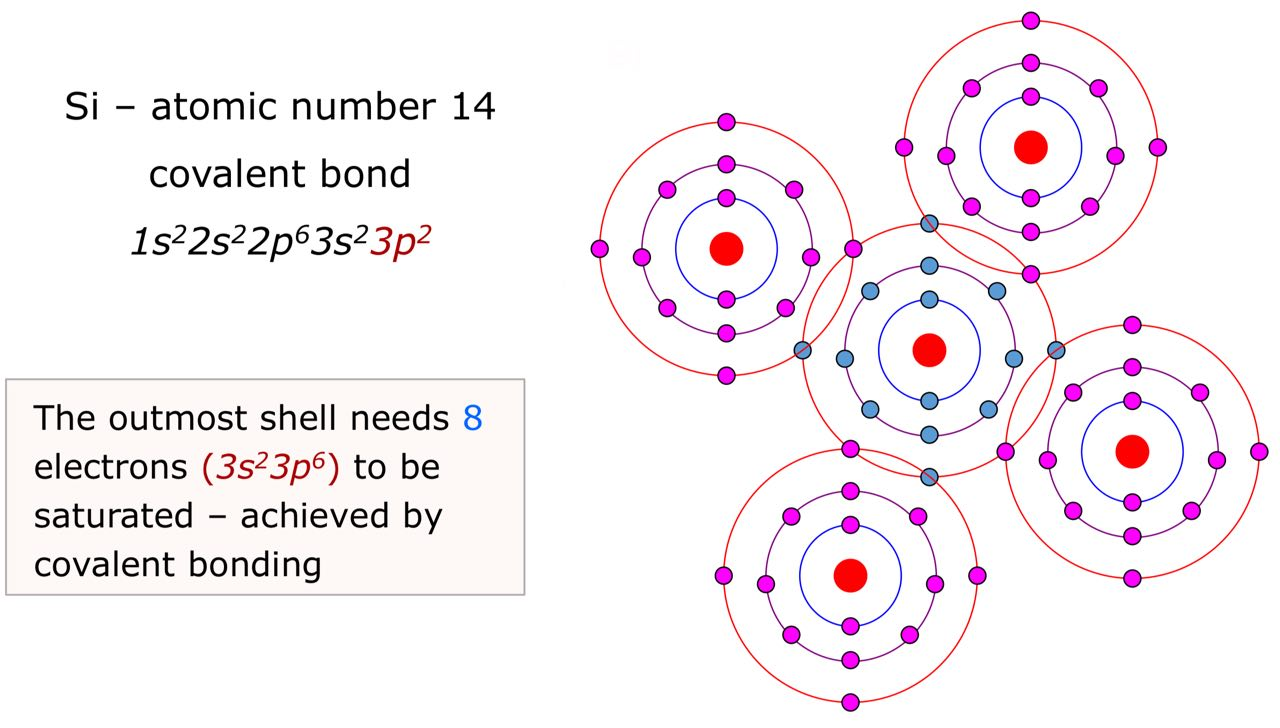 Si – atomic number 14
covalent bond
1s²2s²2p⁶3s²3p²
The outmost shell needs 8
electrons (3s²3p⁶) to be
saturated – achieved by
covalent bonding